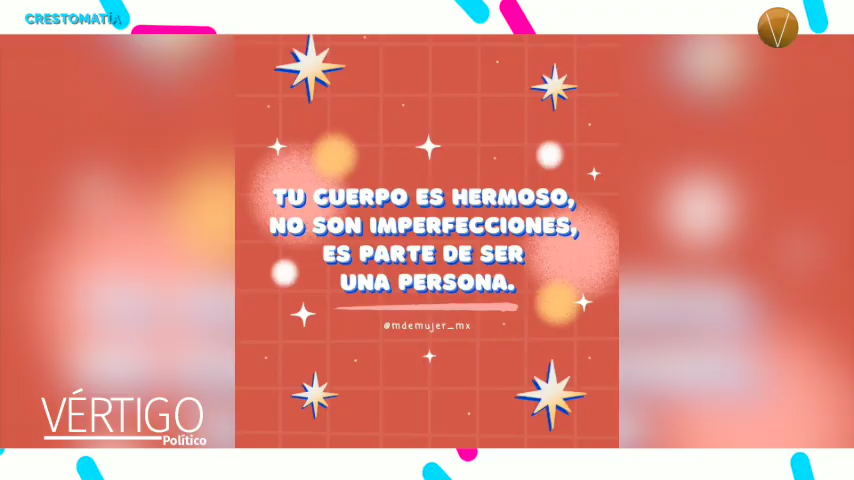 CRESTOMATÍA
V
TU CUERPO ES HERMOSO,
NO SON IMPERFECCIONES,
ES PARTE DE SER
UNA PERSONA.
@mdemujer_mx
VÉRTIGO
Político